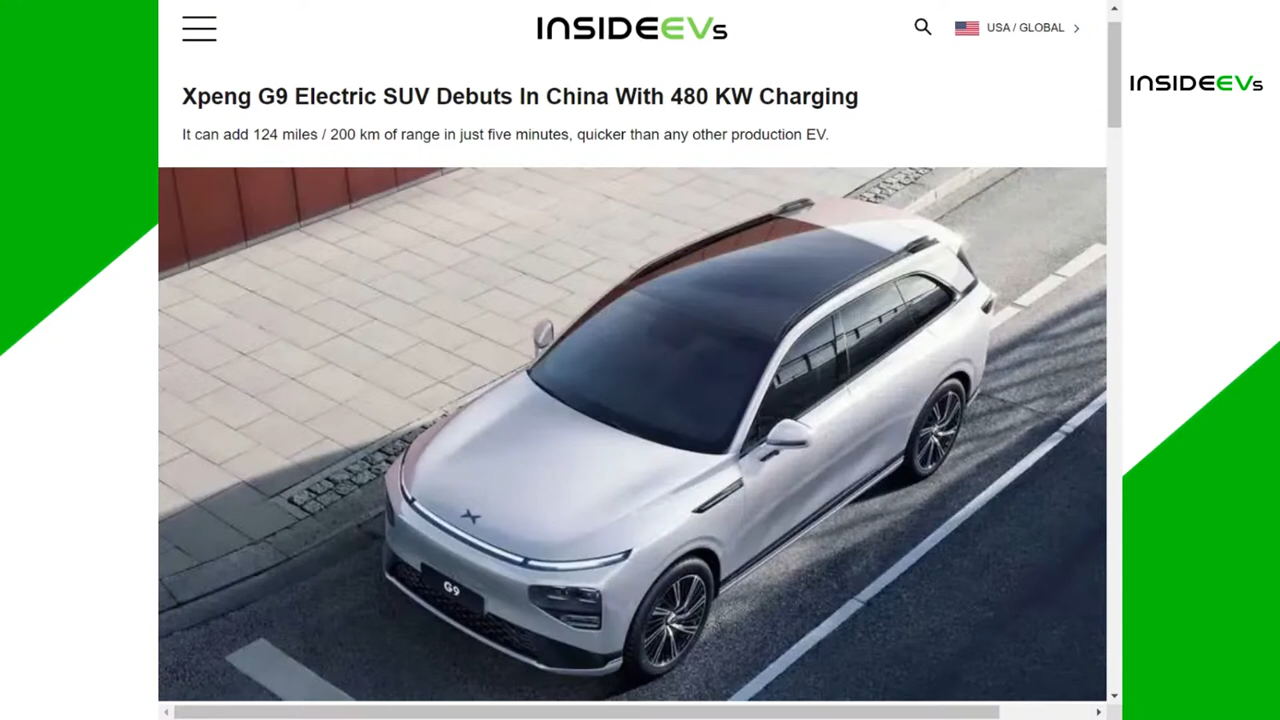 INSIDEEVs
USA / GLOBAL
INSIDEEVs
Xpeng G9 Electric SUV Debuts In China With 480 KW Charging
It can add 124 miles / 200 km of range in just five minutes, quicker than any other production EV.
G9